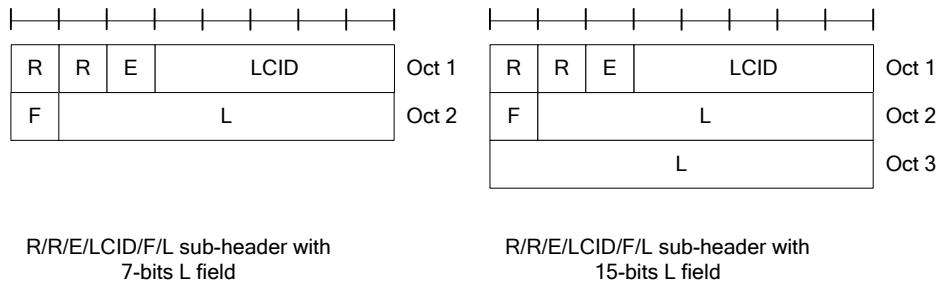 R R E LCID Oct 1
F L Oct 2
R/R/E/LCID/F/L sub-header with
7-bits L field
R R E LCID Oct 1
F L Oct 2
L Oct 3
R/R/E/LCID/F/L sub-header with
15-bits L field